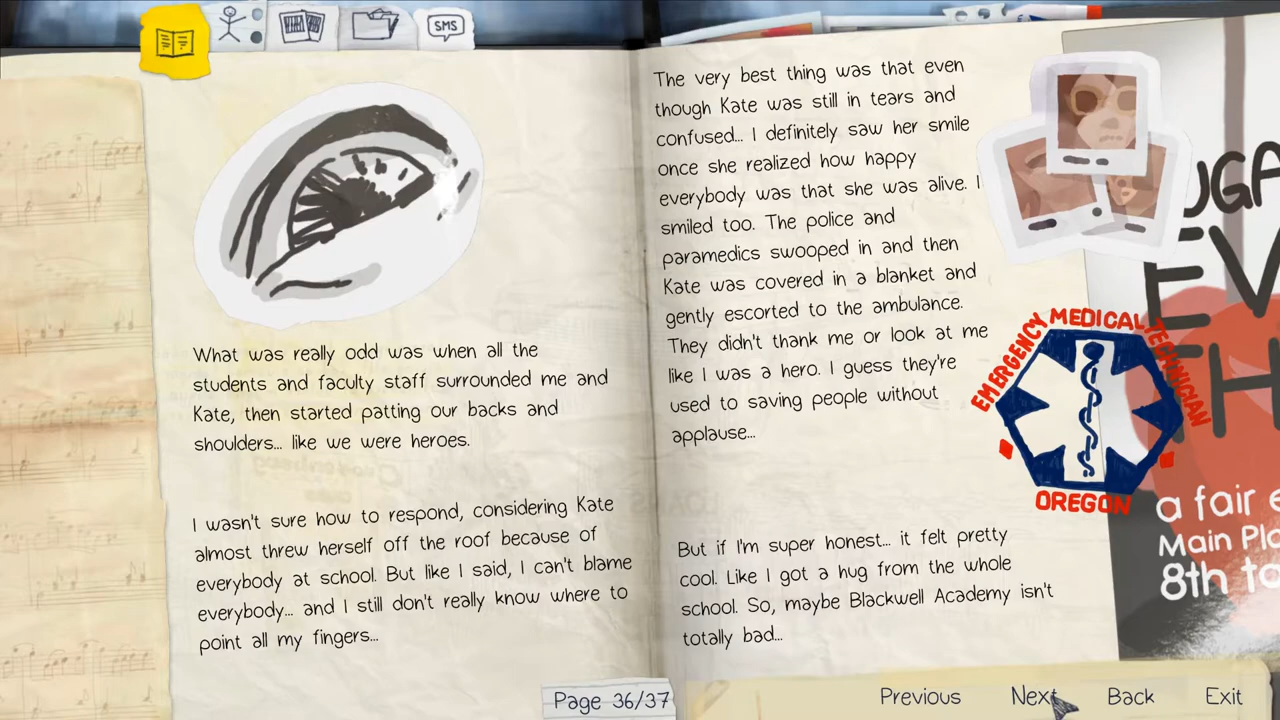 SMS
What was really odd was when all the
students and faculty staff surrounded me and
Kate, then started patting our backs and
shoulders... like we were heroes.
I wasn't sure how to respond, considering Kate
almost threw herself off the roof because of
everybody at school. But like I said, I can't blame
everybody... and I still don't really know where to
point all my fingers...
The very best thing was that even
though Kate was still in tears and
confused... I definitely saw her smile
once she realized how happy
everybody was that she was alive. I
smiled too. The police and
paramedics swooped in and then
Kate was covered in a blanket and
gently escorted to the ambulance.
They didn't thank me or look at me
like I was a hero. I guess they're
used to saving people without
applause...
But if I'm super honest... it felt pretty
cool. Like I got a hug from the whole
school. So, maybe Blackwell Academy isn't
totally bad...
EMERGENCY MEDICAL TECHNICIAN
OREGON
EV
a fair
Main
8th
Page 36/37
Previous Next Back Exit